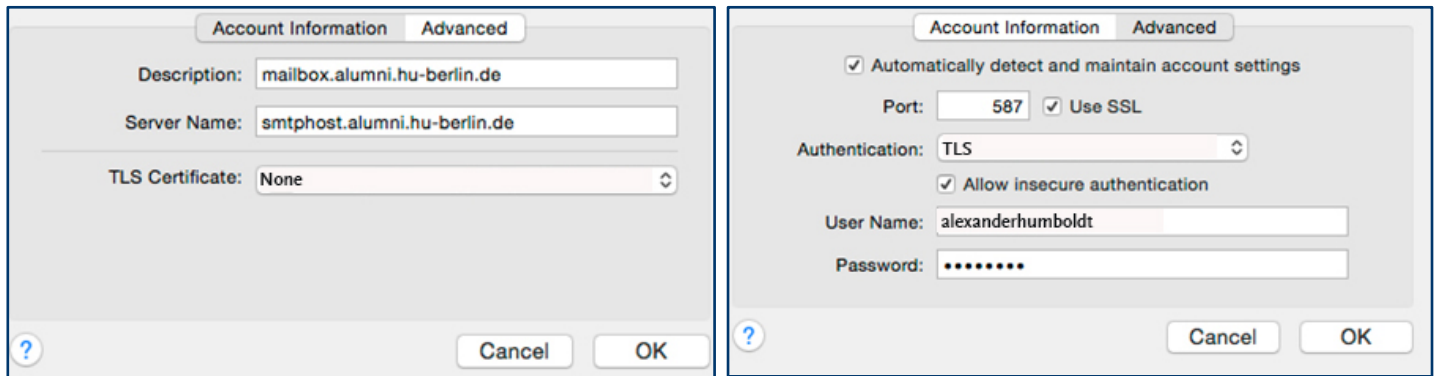 Account Information Advanced
Description: mailbox.alumni.hu-berlin.de
Server Name: smtphost.alumni.hu-berlin.de
TLS Certificate: None
? Cancel OK
Account Information Advanced
Automatically detect and maintain account settings
Port: 587 Use SSL
Authentication: TLS
Allow insecure authentication
User Name: alexanderhumboldt
Password: ••••••••
? Cancel OK